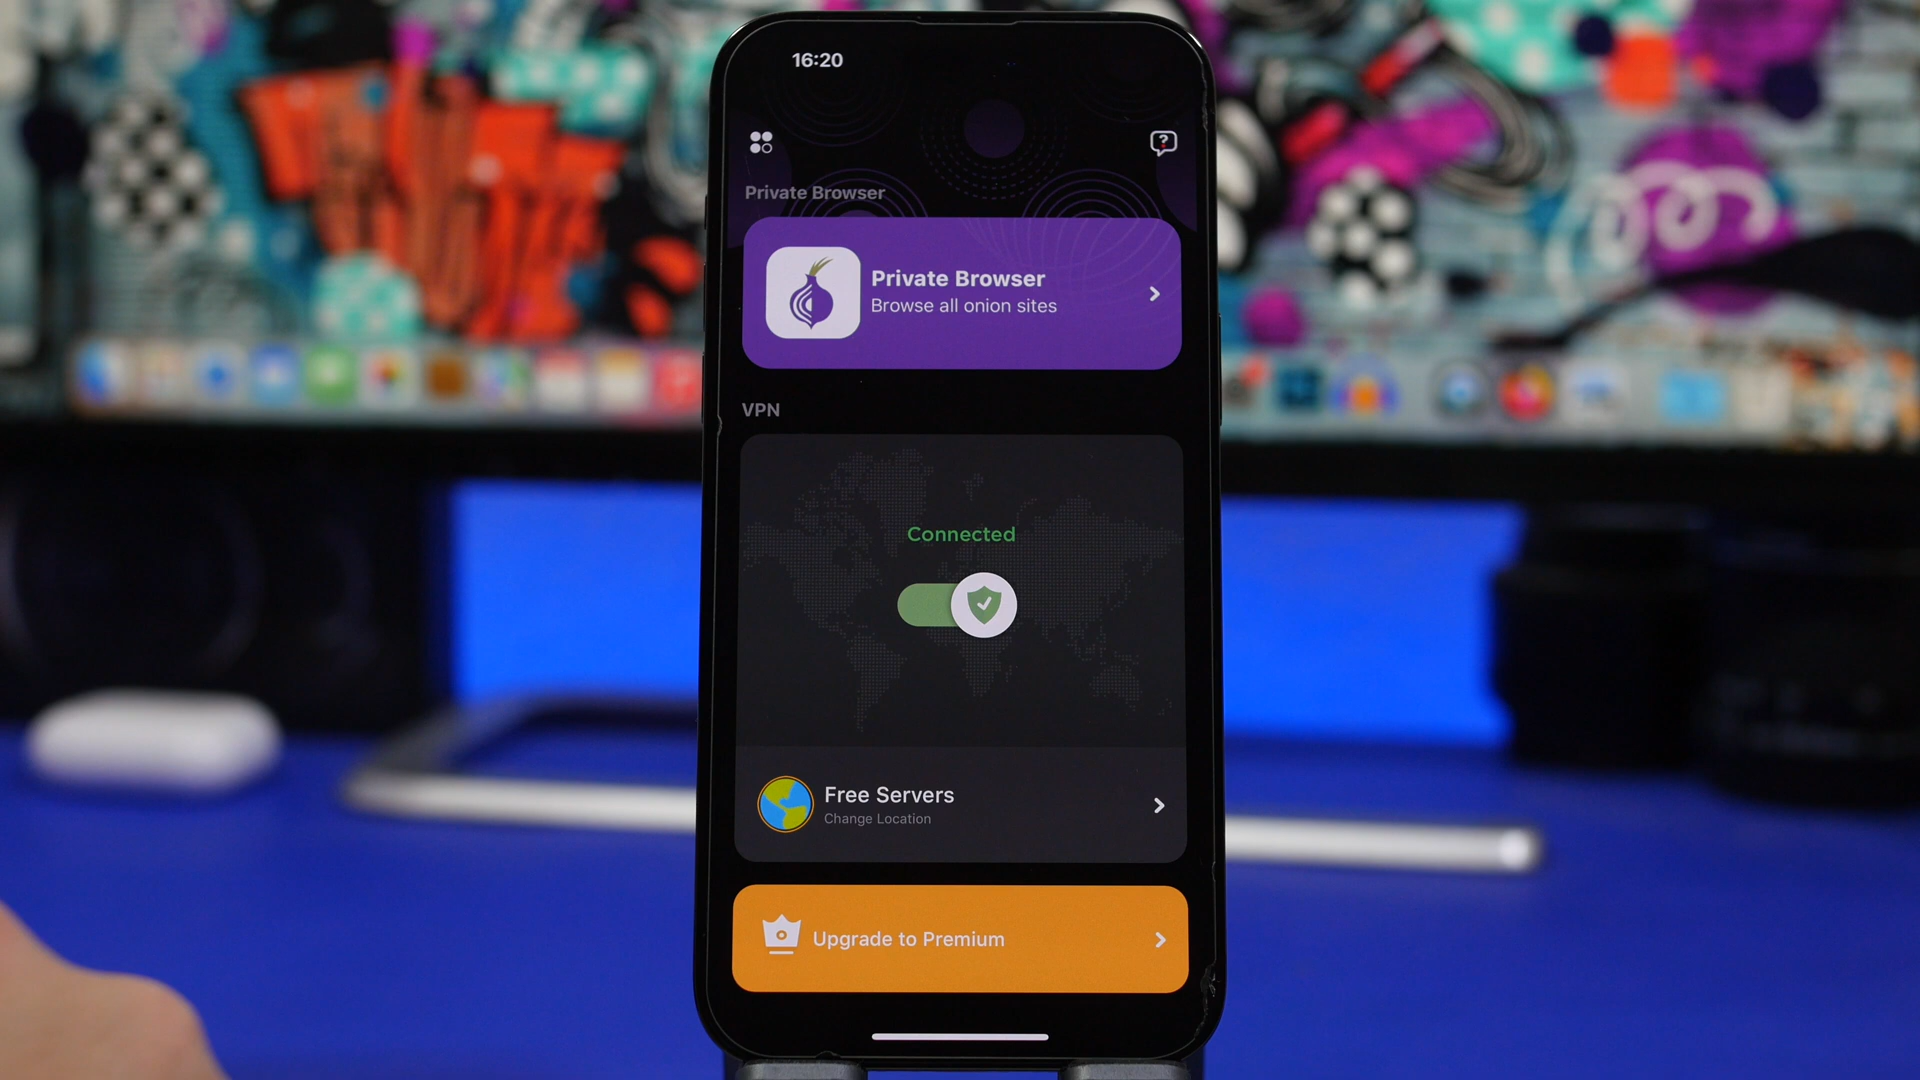 16:20
Private Browser
Private Browser
Browse all onion sites
VPN
Connected
Free Servers
Change Location
Upgrade to Premium